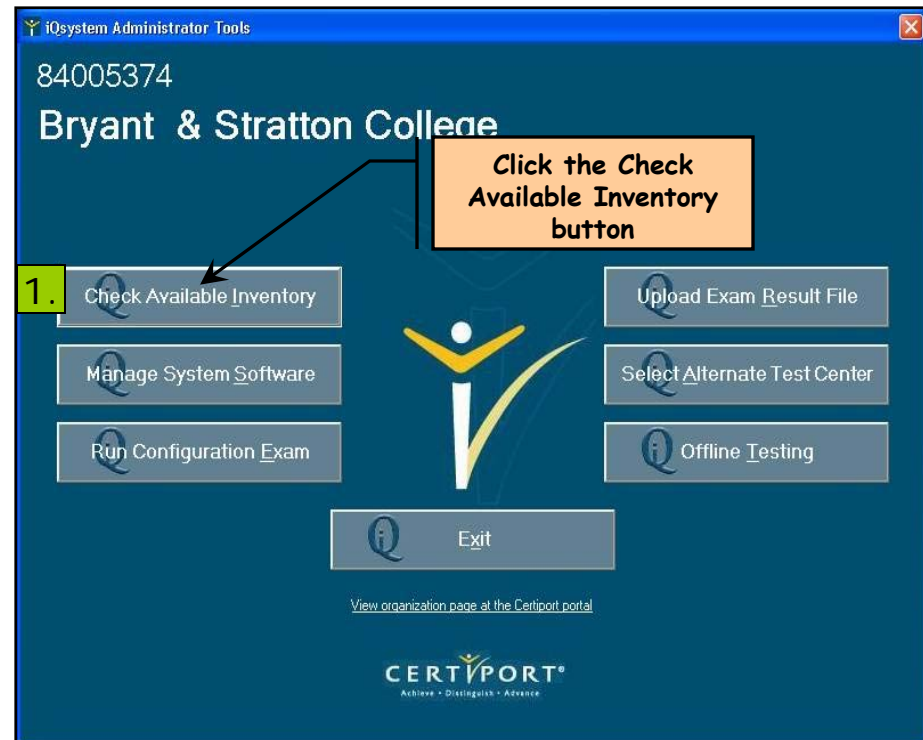 iQsystem Administrator Tools
84005374
Bryant & Stratton College
Click the Check
Available Inventory
button
1.
Check Available Inventory
Upload Exam Result File
Manage System Software
Select Alternate Test Center
Run Configuration Exam
Offline Testing
Exit
View organization page at the Certiport portal
CERTIPORT®
Achieve • Distinguish • Advance